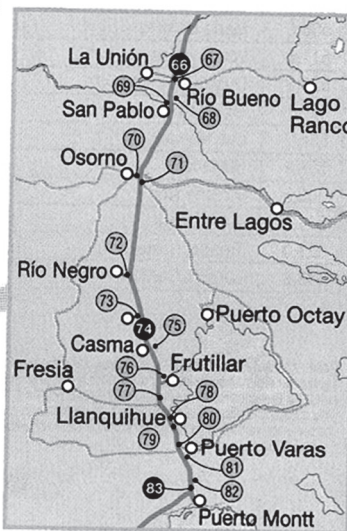 La Unión
66
67
69
Río Bueno
Lago
Ranco
San Pablo
68
70
Osorno
71
Entre Lagos
72
Río Negro
73
74
75
Puerto Octay
Casma
76
Frutillar
Fresia
77
78
Llanquihue
79
80
Puerto Varas
81
83
82
Puerto Montt